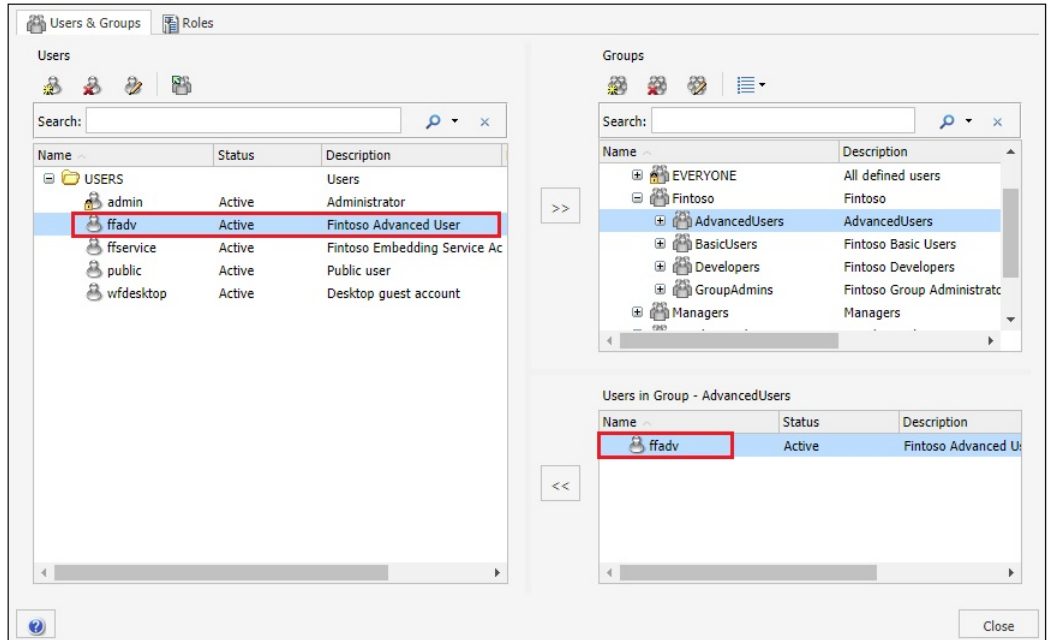 Users & Groups
Roles
Users
Search:
Name Status Description
USERS Users
admin Active Administrator
ffadv Active Fintoso Advanced User
ffservice Active Fintoso Embedding Service Ac
public Active Public user
wfdesktop Active Desktop guest account
>>
<<
Groups
Search:
Name Description
EVERYONE All defined users
Fintoso Fintoso
AdvancedUsers AdvancedUsers
BasicUsers Fintoso Basic Users
Developers Fintoso Developers
GroupAdmins Fintoso Group Administratc
Managers Managers
Users in Group - AdvancedUsers
Name Status Description
ffadv Active Fintoso Advanced Us
Close